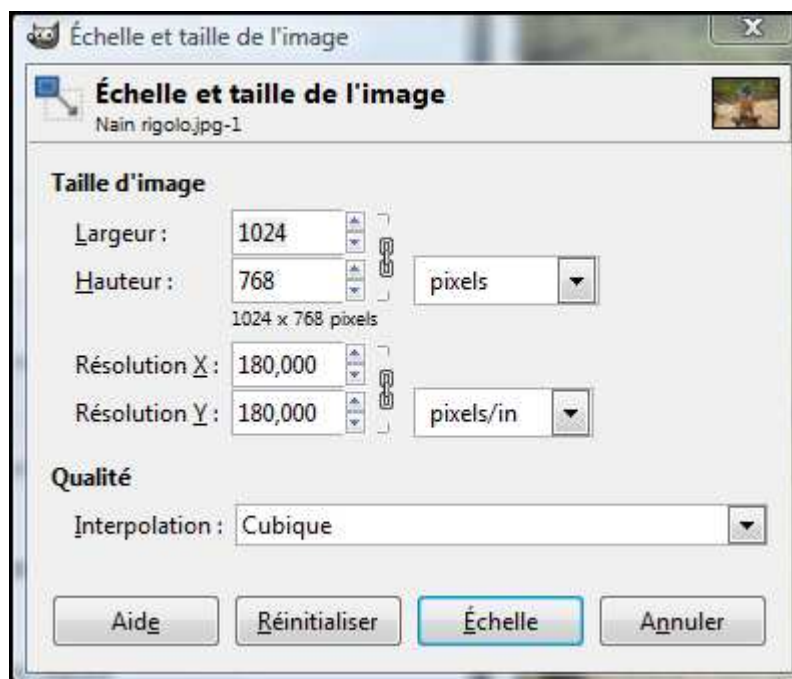 Échelle et taille de l'image
Échelle et taille de l'image
Nain rigolo.jpg-1
Taille d'image
Largeur : 1024
Hauteur : 768 pixels
1024 x 768 pixels
Résolution X : 180,000
Résolution Y : 180,000 pixels/in
Qualité
Interpolation : Cubique
Aide Réinitialiser Échelle Annuler